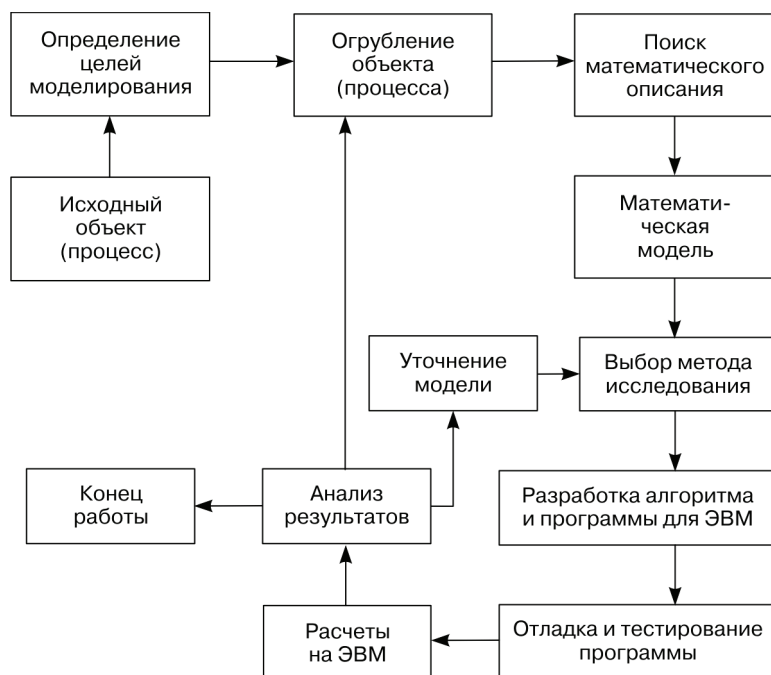 Определение
целей
моделирования
Огрубление
объекта
(процесса)
Поиск
математического
описания
Исходный
объект
(процесс)
Математи-
ческая
модель
Уточнение
модели
Выбор метода
исследования
Конец
работы
Анализ
результатов
Разработка алгоритма
и программы для ЭВМ
Расчеты
на ЭВМ
Отладка и тестирование
программы